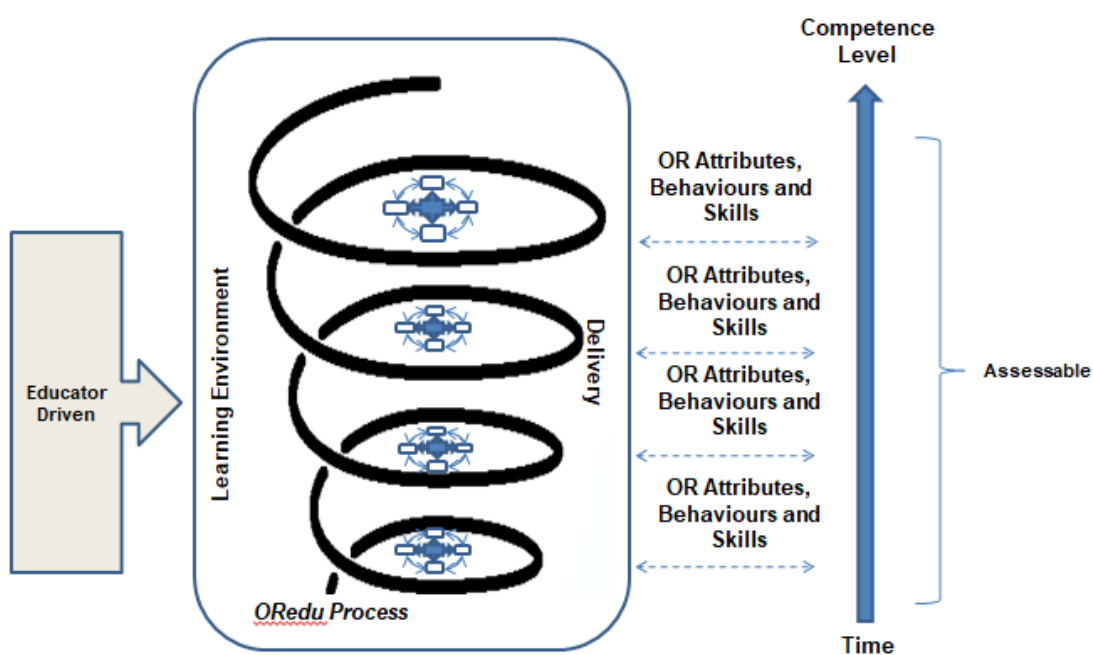 Competence
Level
OR Attributes,
Behaviours and
Skills
OR Attributes,
Behaviours and
Skills
OR Attributes,
Behaviours and
Skills
OR Attributes,
Behaviours and
Skills
Educator
Driven
Learning Environment
Delivery
Assessable
ORedu Process
Time